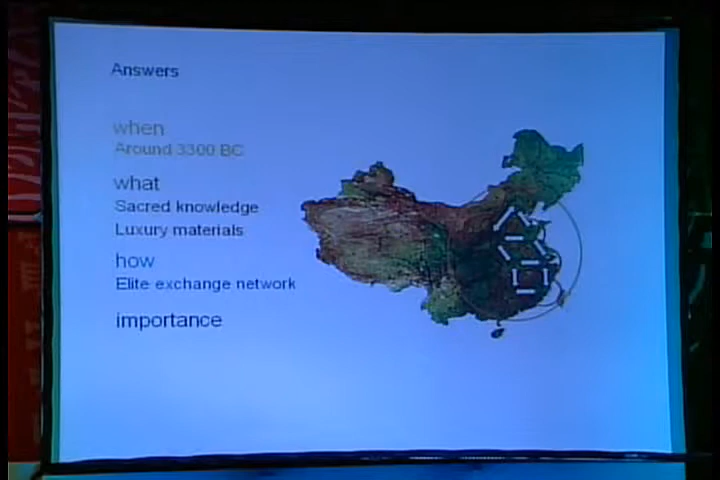 Answers
when
Around 3300 BC
what
Sacred knowledge
Luxury materials
how
Elite exchange network
importance